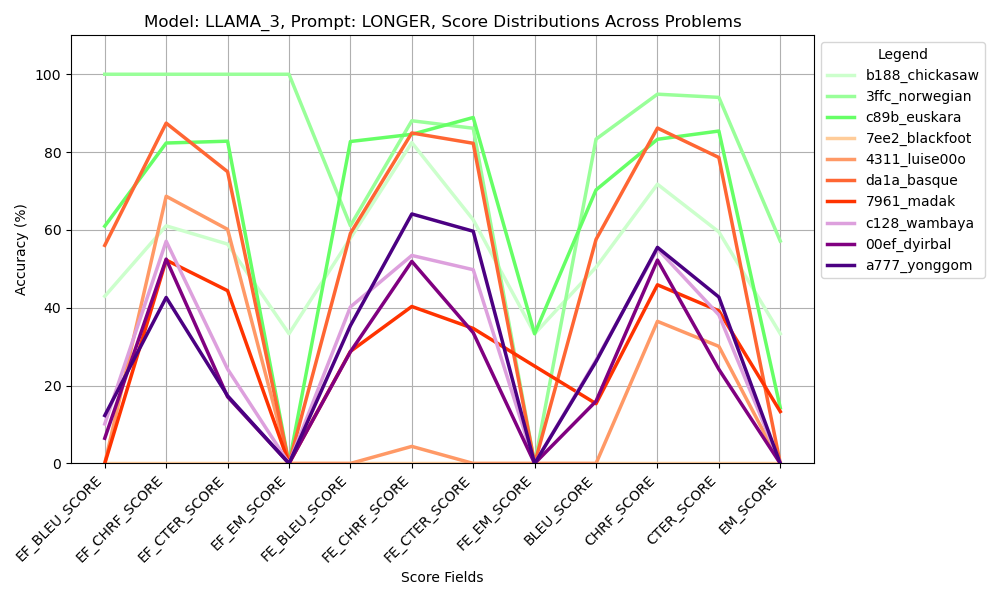 Model: LLAMA_3, Prompt: LONGER, Score Distributions Across Problems
Accuracy (%)
100
80
60
40
20
0
EF_BLEU_SCORE
EF_CHRF_SCORE
EF_CTER_SCORE
EF_EM_SCORE
FE_BLEU_SCORE
FE_CHRF_SCORE
FE_CTER_SCORE
FE_EM_SCORE
BLEU_SCORE
CHRF_SCORE
CTER_SCORE
EM_SCORE
Score Fields
Legend
b188_chickasaw
3ffc_norwegian
c89b_euskara
7ee2_blackfoot
4311_luise00o
da1a_basque
7961_madak
c128_wambaya
00ef_dyirbal
a777_yonggom